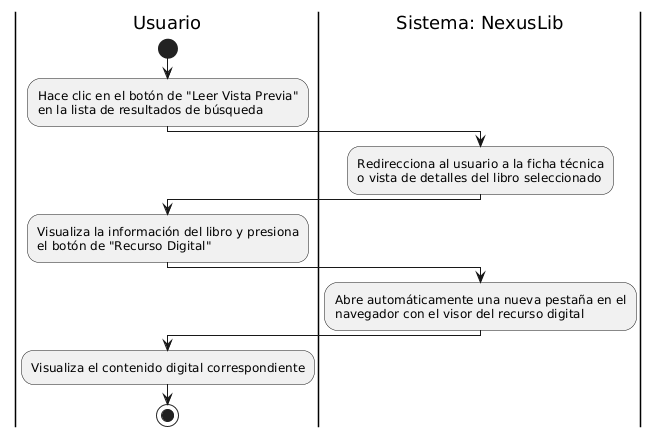 Usuario
Sistema: NexusLib
Hace clic en el botón de "Leer Vista Previa"
en la lista de resultados de búsqueda
Redirecciona al usuario a la ficha técnica
o vista de detalles del libro seleccionado
Visualiza la información del libro y presiona
el botón de "Recurso Digital"
Abre automáticamente una nueva pestaña en el
navegador con el visor del recurso digital
Visualiza el contenido digital correspondiente